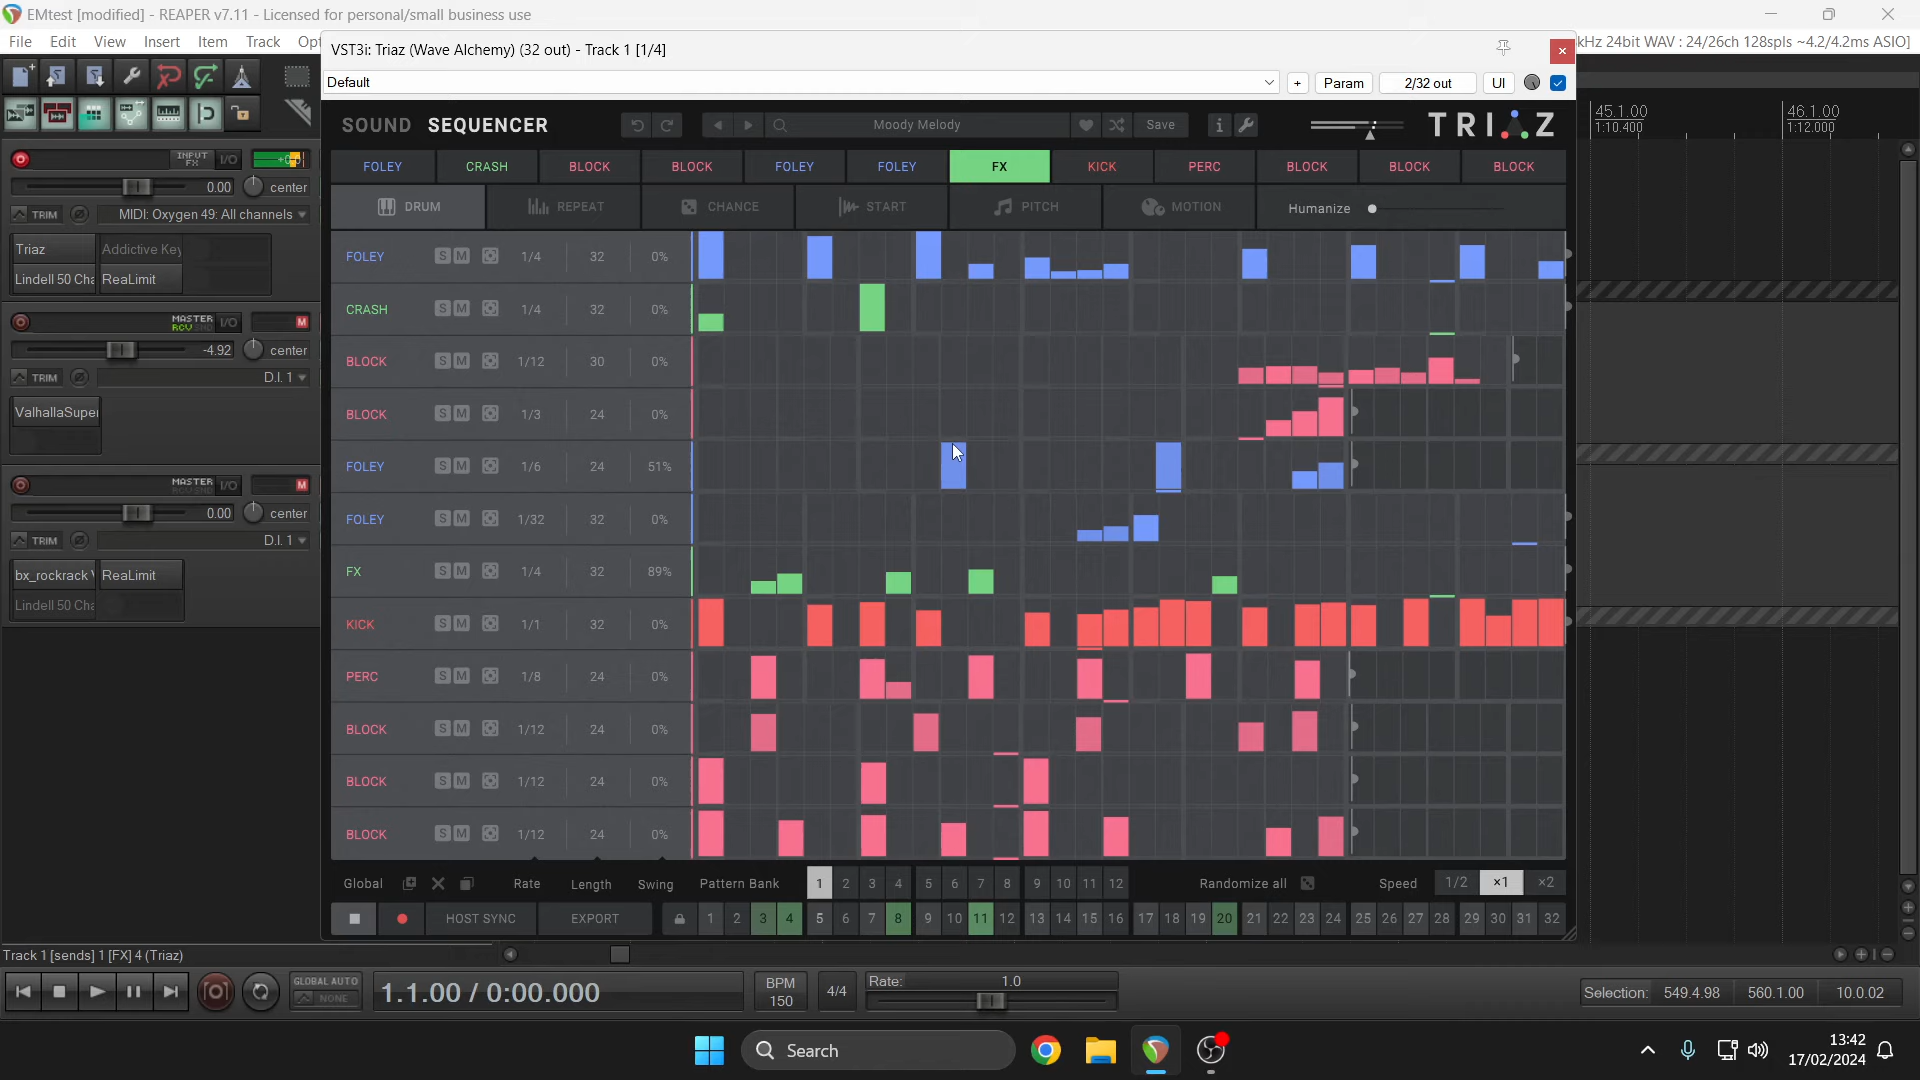 EMtest [modified] - REAPER v7.11 - Licensed for personal/small business use
File Edit View Insert Item Track
kHz 24bit WAV : 24/26ch 128spls ~4.2/4.2ms ASIO]
VST3i: Triaz (Wave Alchemy) (32 out) - Track 1 [1/4]
Default + Param 2/32 out UI
SOUND SEQUENCER Moody Melody Save TRIAZ
45.1.00 46.1.00
1:10.400 1:12.000
FOLEY CRASH BLOCK BLOCK FOLEY FOLEY FX KICK PERC BLOCK BLOCK BLOCK
DRUM REPEAT CHANCE START PITCH MOTION Humanize
INPUT FX I/O
0.00 center
TRIM MIDI: Oxygen 49: All channels
Triaz Addictive Key
Lindell 50 Cha ReaLimit
MASTER RCV SND I/O M
-4.92 center
TRIM D.I. 1
ValhallaSuper
MASTER RCV SND I/O M
0.00 center
TRIM D.I. 1
bx_rockrack ReaLimit
Lindell 50 Cha
FOLEY S M 1/4 32 0%
CRASH S M 1/4 32 0%
BLOCK S M 1/12 30 0%
BLOCK S M 1/3 24 0%
FOLEY S M 1/6 24 51%
FOLEY S M 1/32 32 0%
FX S M 1/4 32 89%
KICK S M 1/1 32 0%
PERC S M 1/8 24 0%
BLOCK S M 1/12 24 0%
BLOCK S M 1/12 24 0%
BLOCK S M 1/12 24 0%
Global Rate Length Swing Pattern Bank 1 2 3 4 5 6 7 8 9 10 11 12 Randomize all Speed 1/2 ×1 ×2
HOST SYNC EXPORT 1 2 3 4 5 6 7 8 9 10 11 12 13 14 15 16 17 18 19 20 21 22 23 24 25 26 27 28 29 30 31 32
Track 1 [sends] 1 [FX] 4 (Triaz)
GLOBAL AUTO
NONE
1.1.00 / 0:00.000
BPM
150
4/4
Rate: 1.0
Selection: 549.4.98 560.1.00 10.0.02
Search
13:42
17/02/2024